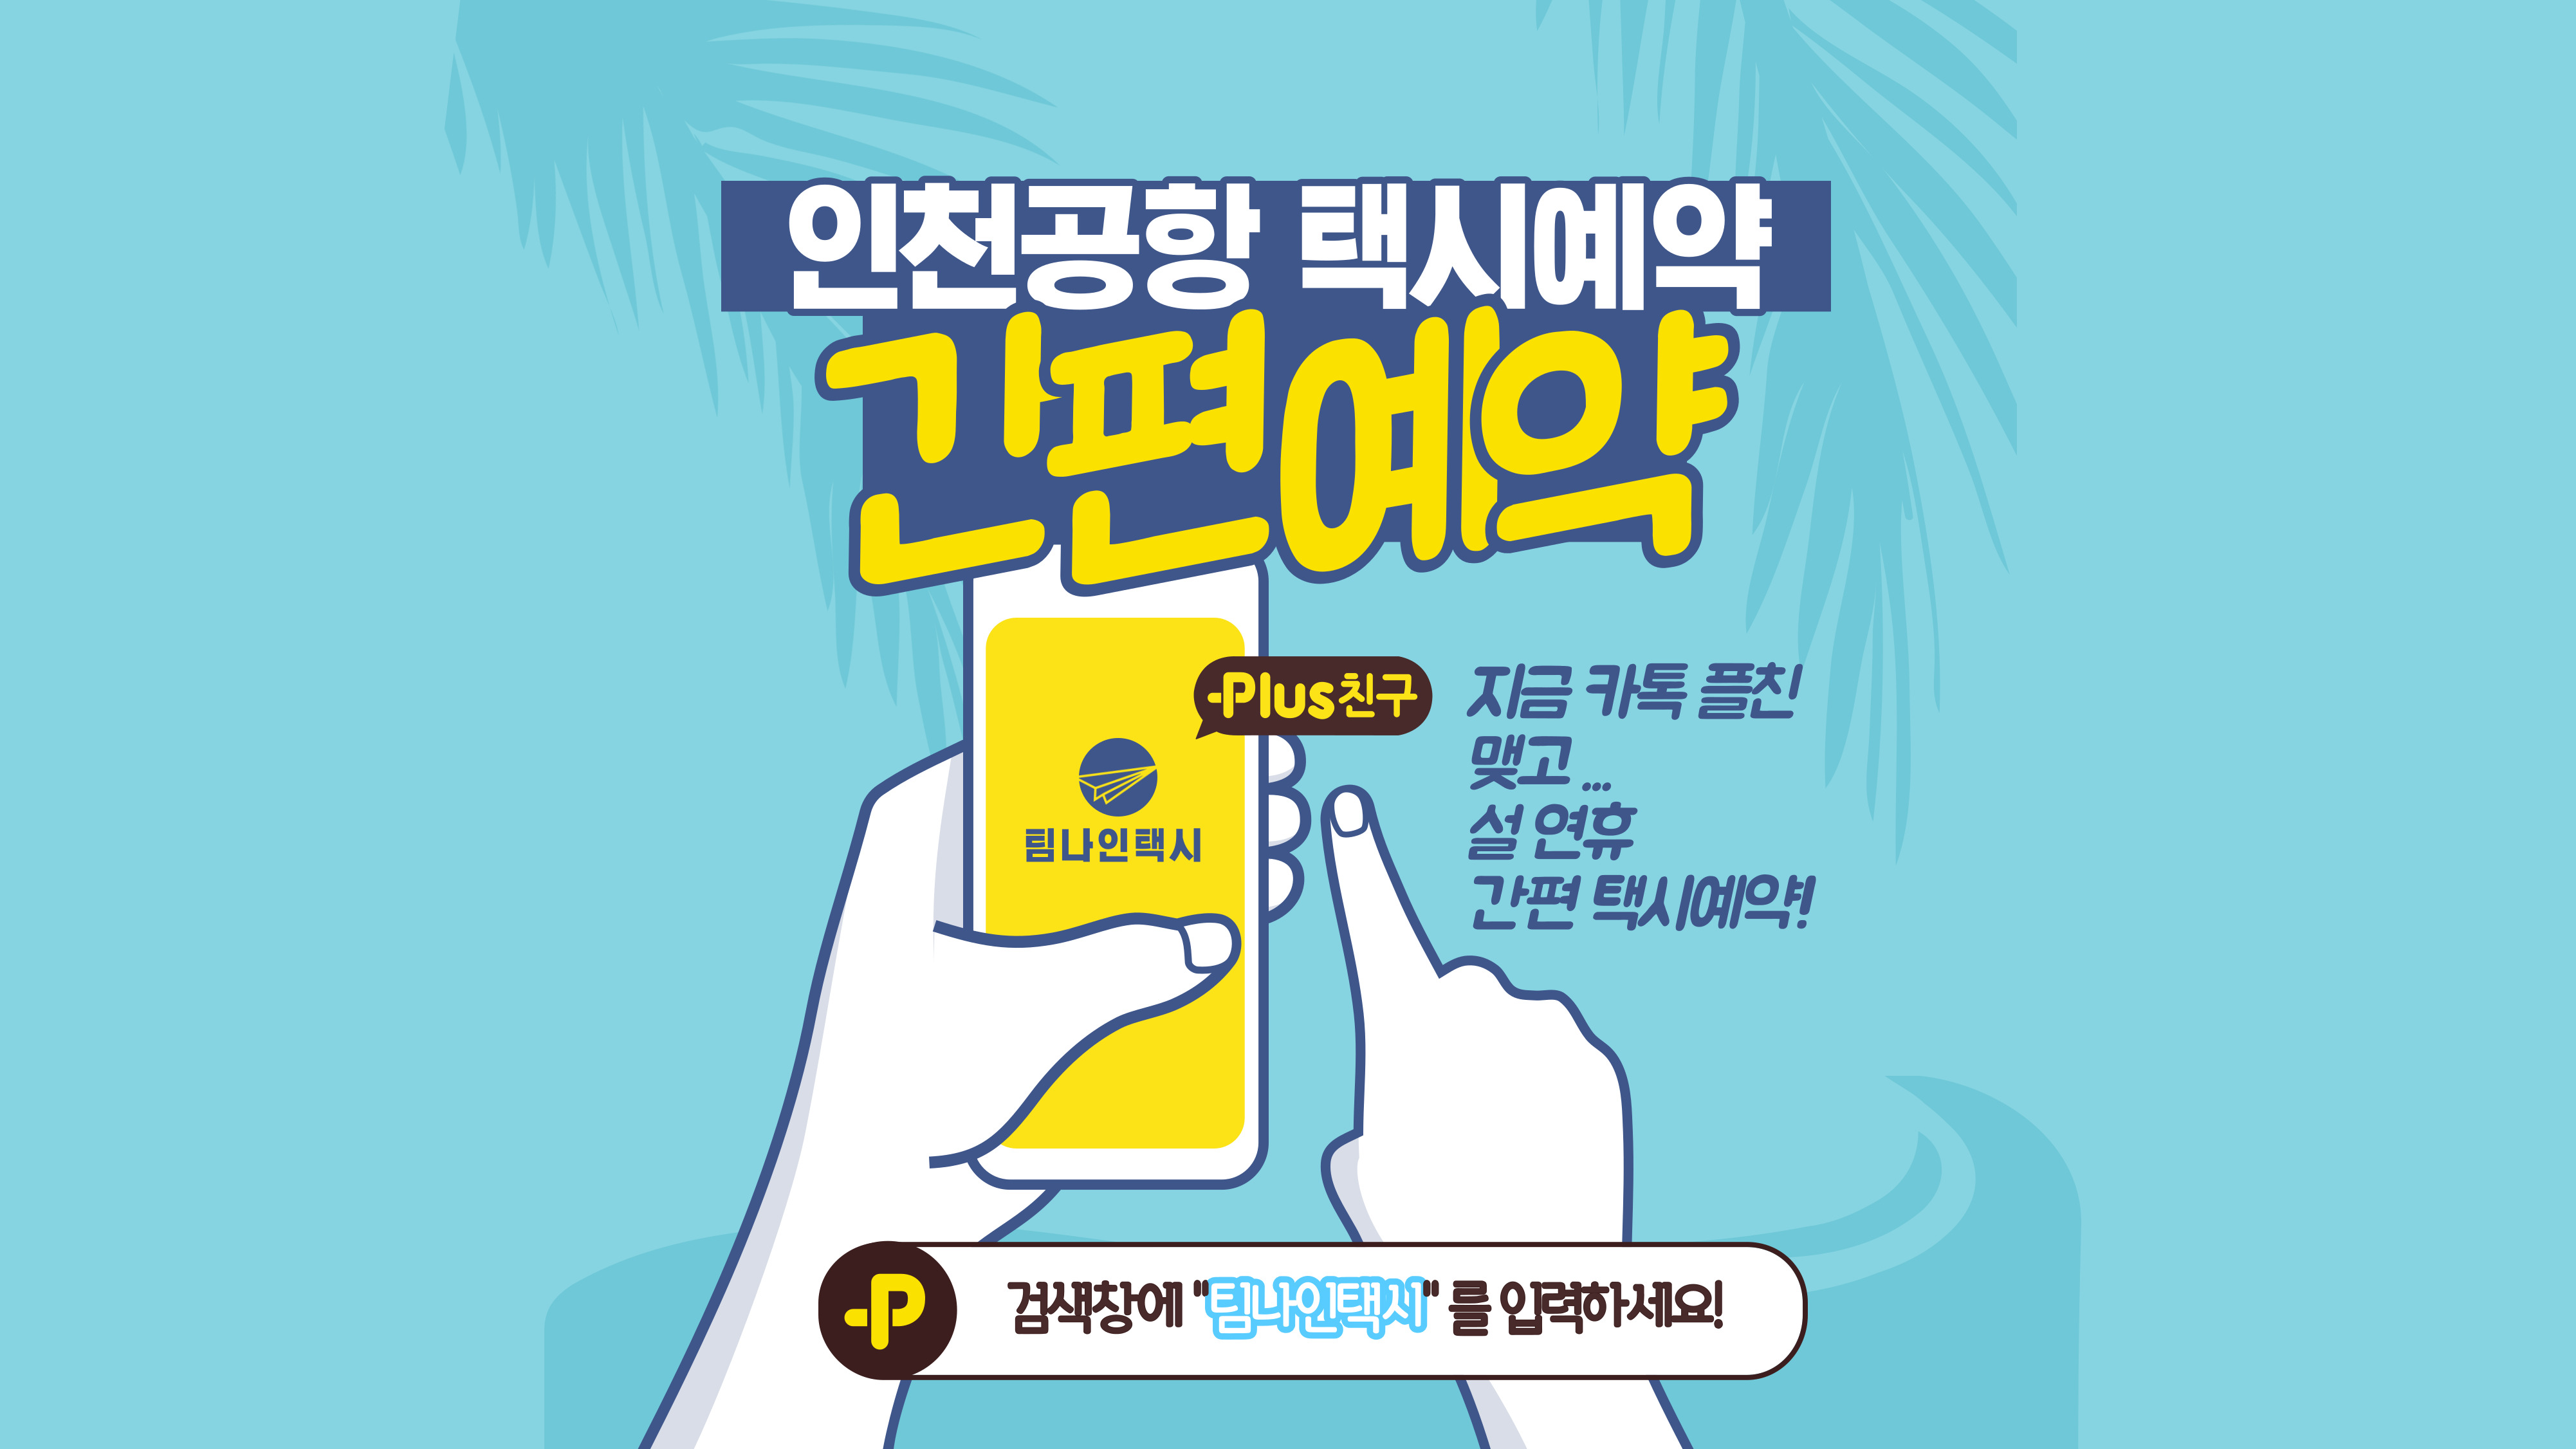 인천공항 택시예약
간편예약
Plus친구
지금 카톡 플친
맺고 ...
설 연휴
간편 택시예약!
팀나인택시
P
검색창에 "팀나인택시" 를 입력하세요!